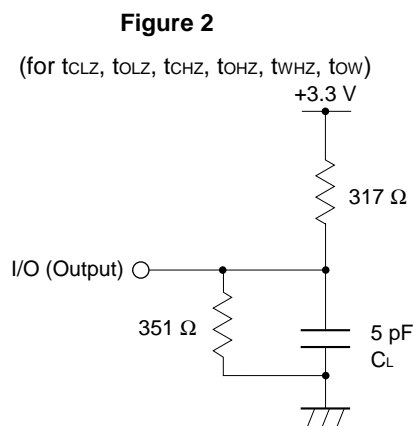 Figure 2
(for tCLZ, tOLZ, tCHZ, tOHZ, tWHZ, tOW)
+3.3 V
317 Ω
I/O (Output)
351 Ω
5 pF
CL